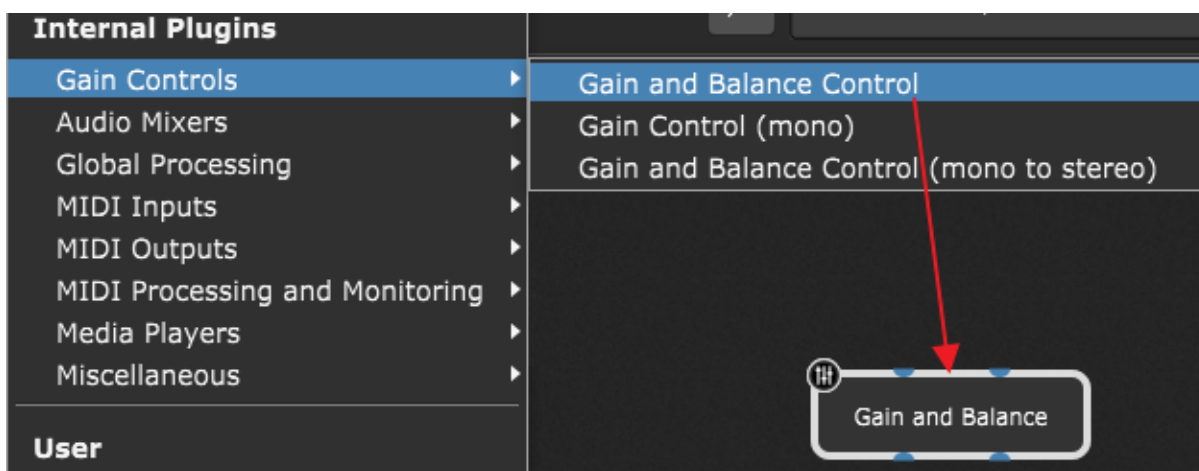 Internal Plugins
Gain Controls
Audio Mixers
Global Processing
MIDI Inputs
MIDI Outputs
MIDI Processing and Monitoring
Media Players
Miscellaneous
User
Gain and Balance Control
Gain Control (mono)
Gain and Balance Control (mono to stereo)
Gain and Balance